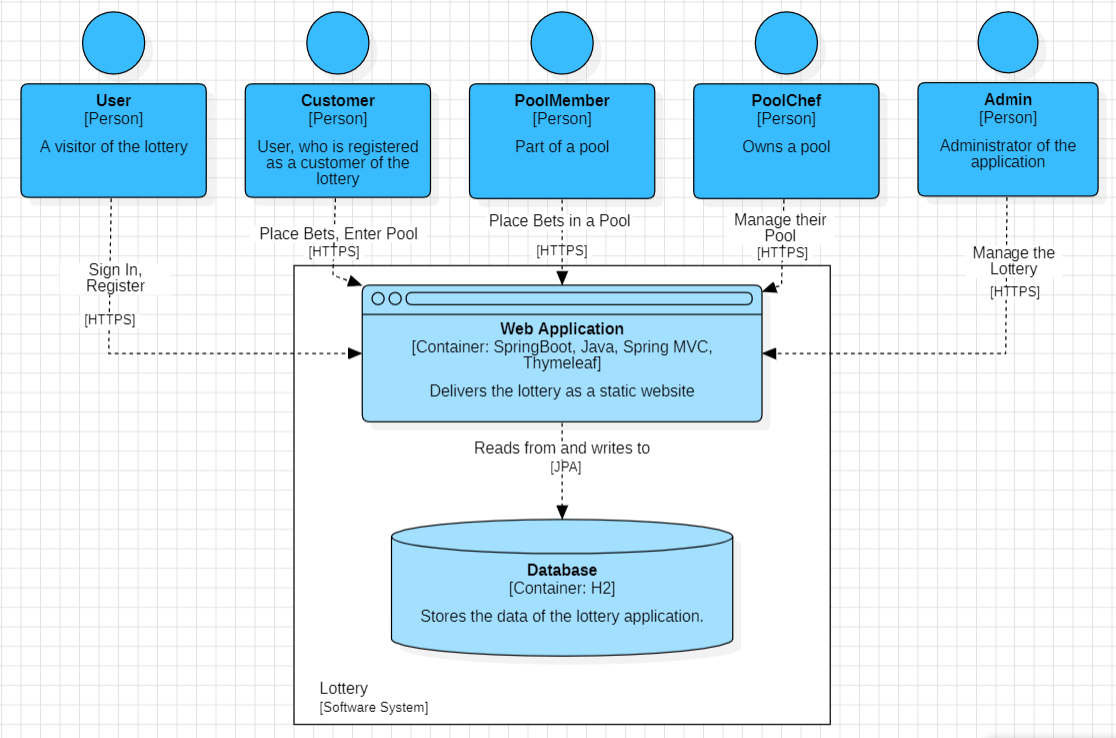 User
[Person]
A visitor of the lottery
Customer
[Person]
User, who is registered
as a customer of the
lottery
PoolMember
[Person]
Part of a pool
PoolChef
[Person]
Owns a pool
Admin
[Person]
Administrator of the
application
Sign In,
Register
[HTTPS]
Place Bets, Enter Pool
[HTTPS]
Place Bets in a Pool
[HTTPS]
Manage their
Pool
[HTTPS]
Manage the
Lottery
[HTTPS]
Web Application
[Container: SpringBoot, Java, Spring MVC,
Thymeleaf]
Delivers the lottery as a static website
Reads from and writes to
[JPA]
Database
[Container: H2]
Stores the data of the lottery application.
Lottery
[Software System]